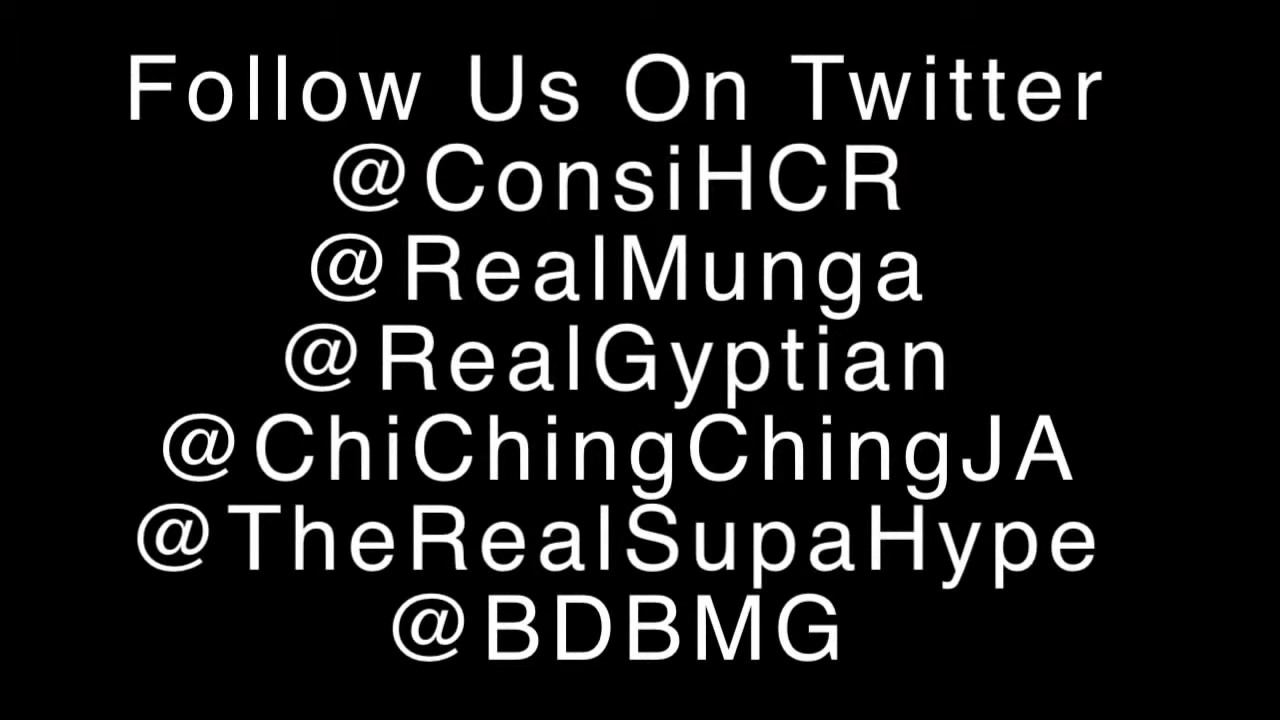 Follow Us On Twitter
@ConsiHCR
@RealMunga
@RealGyptian
@ChiChingChingJA
@TheRealSupaHype
@BDBMG